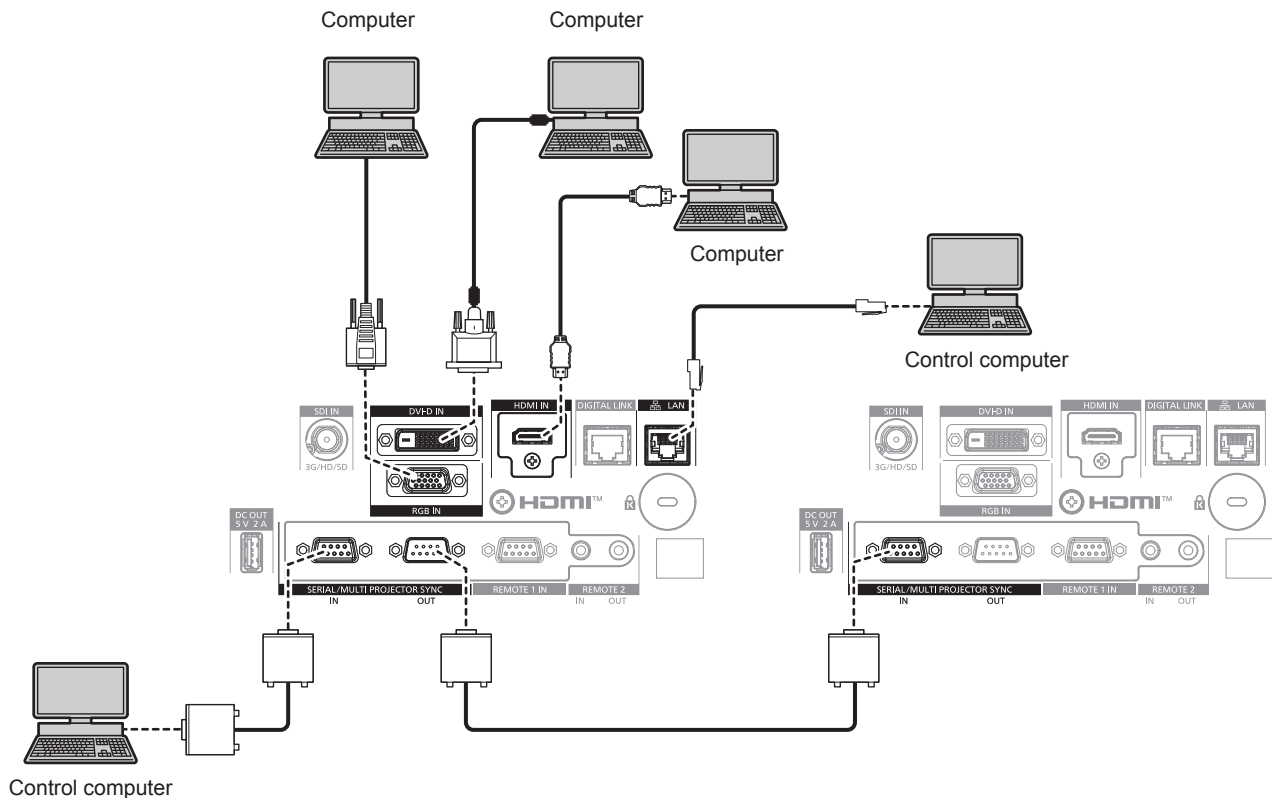 Computer
Computer
Computer
Control computer
SDI IN
DVI-D IN
HDMI IN
DIGITAL LINK
LAN
3G/HD/SD
HDMI™
K
RGB IN
DC OUT
5 V 2 A
SERIAL/MULTI PROJECTOR SYNC
REMOTE 1 IN
REMOTE 2
IN
OUT
IN
OUT
SDI IN
DVI-D IN
HDMI IN
DIGITAL LINK
LAN
3G/HD/SD
HDMI™
K
RGB IN
DC OUT
5 V 2 A
SERIAL/MULTI PROJECTOR SYNC
REMOTE 1 IN
REMOTE 2
IN
OUT
IN
OUT
Control computer